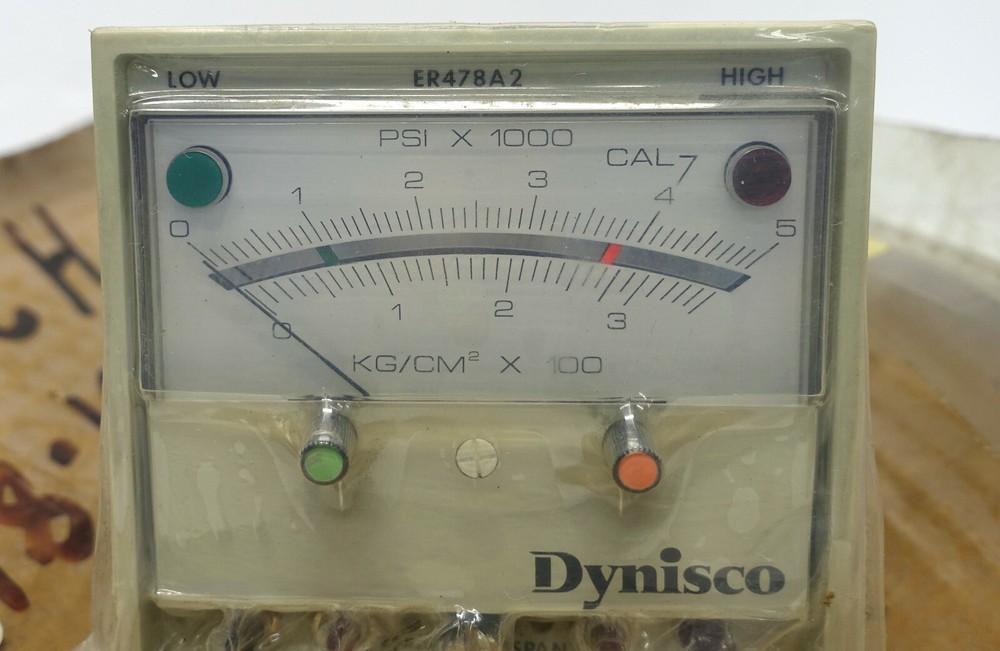 LOW ER478A2 HIGH
PSI X 1000
CAL
0 1 2 3 4 5
0 1 2 3
KG/CM² X 100
Dynisco
SPAN